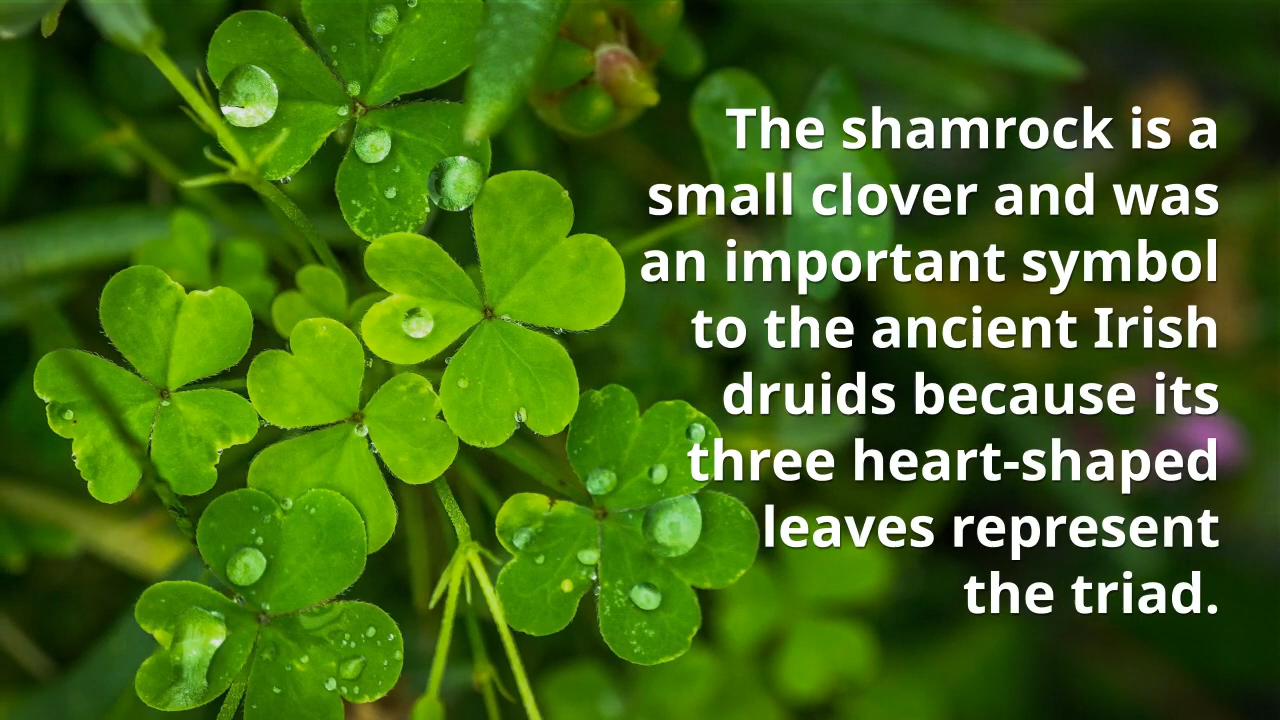 The shamrock is a
small clover and was
an important symbol
to the ancient Irish
druids because its
three heart-shaped
leaves represent
the triad.